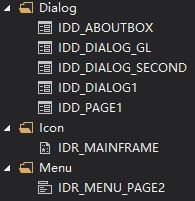 Dialog
IDD_ABOUTBOX
IDD_DIALOG_GL
IDD_DIALOG_SECOND
IDD_DIALOG1
IDD_PAGE1
Icon
IDR_MAINFRAME
Menu
IDR_MENU_PAGE2